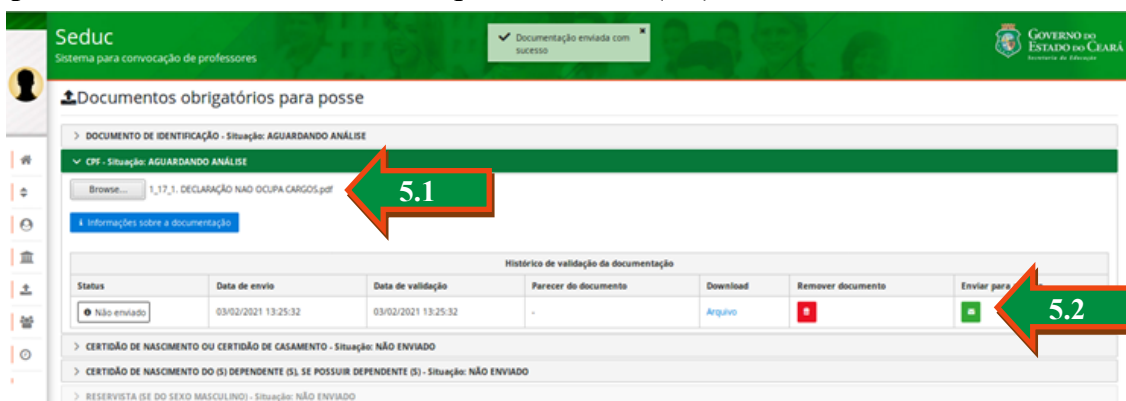 Seduc
Sistema para convocação de professores
Documentação enviada com sucesso
×
GOVERNO DO
ESTADO DO CEARÁ
Secretaria da Educação
Documentos obrigatórios para posse
> DOCUMENTO DE IDENTIFICAÇÃO - Situação: AGUARDANDO ANÁLISE
CPF - Situação: AGUARDANDO ANÁLISE
Browse... 1_17_1. DECLARAÇÃO NAO OCUPA CARGOS.pdf
5.1
i Informações sobre a documentação
Histórico de validação da documentação
Status Data de envio Data de validação Parecer do documento Download Remover documento Enviar para
Não enviado 03/02/2021 13:25:32 03/02/2021 13:25:32 - Arquivo
5.2
> CERTIDÃO DE NASCIMENTO OU CERTIDÃO DE CASAMENTO - Situação: NÃO ENVIADO
> CERTIDÃO DE NASCIMENTO DO (S) DEPENDENTE (S), SE POSSUIR DEPENDENTE (S) - Situação: NÃO ENVIADO
> RESERVISTA (SE DO SEXO MASCULINO) - Situação: NÃO ENVIADO